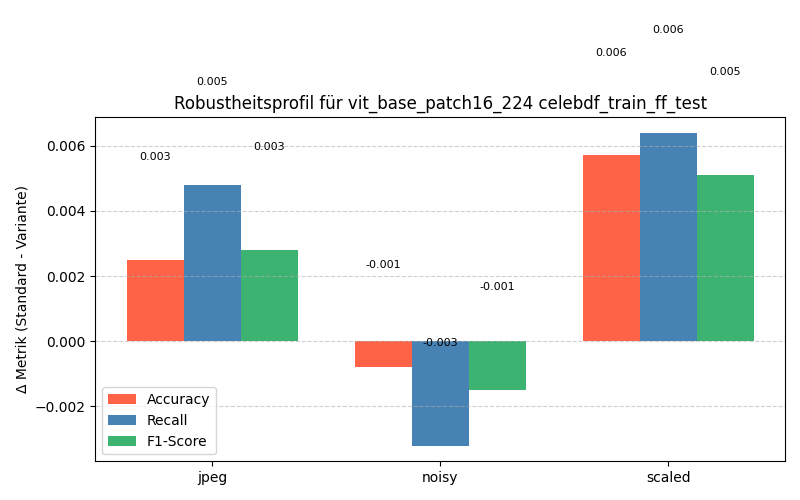 0.006
0.006
0.005
0.005
Robustheitsprofil für vit_base_patch16_224 celebdf_train_ff_test
0.003
0.003
-0.001
-0.001
-0.003
Δ Metrik (Standard - Variante)
0.006
0.004
0.002
0.000
−0.002
Accuracy
Recall
F1-Score
jpeg noisy scaled